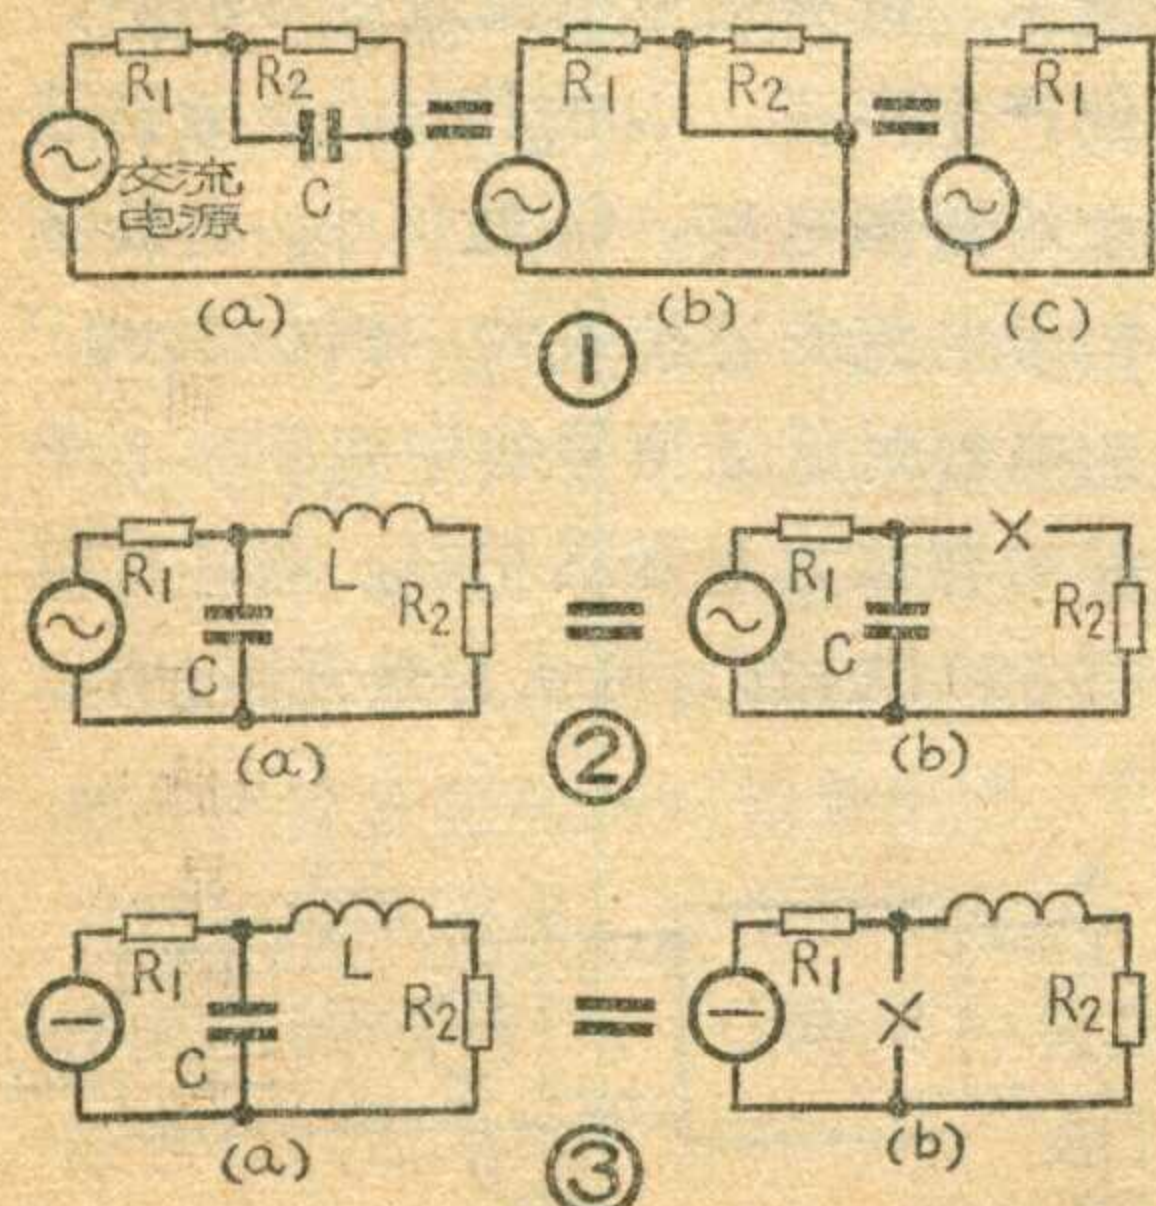 R1 R2 R1 R2 R1
交流
电源
C
(a) (b) (c)
①
R1 L R2 R1 R2
C C
(a) (b)
②
R1 L R2 R1 R2
C
(a) (b)
③